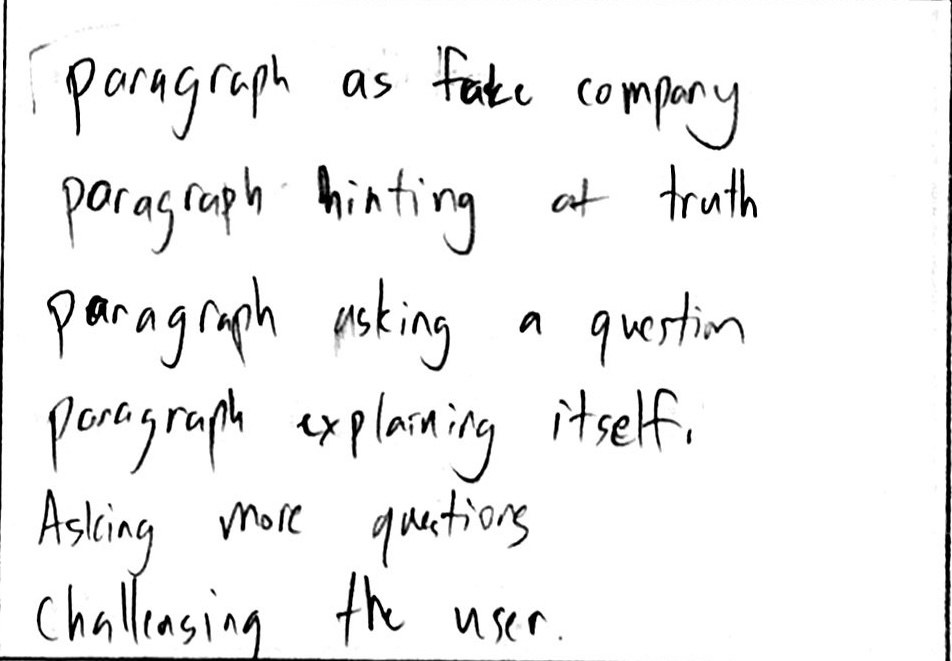 paragraph as fake company
paragraph hinting at truth
paragraph asking a question
paragraph explaining itself.
Asking more questions
Challenging the user.